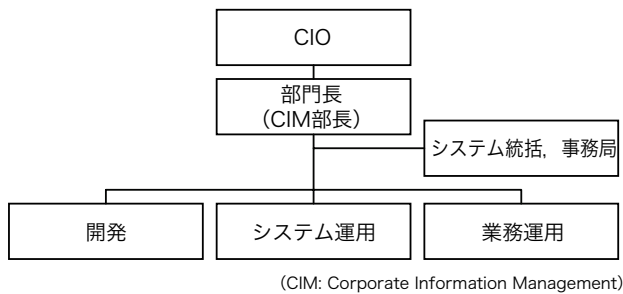 CIO
部門長
（CIM部長）
システム統括，事務局
開発
システム運用
業務運用
（CIM: Corporate Information Management）